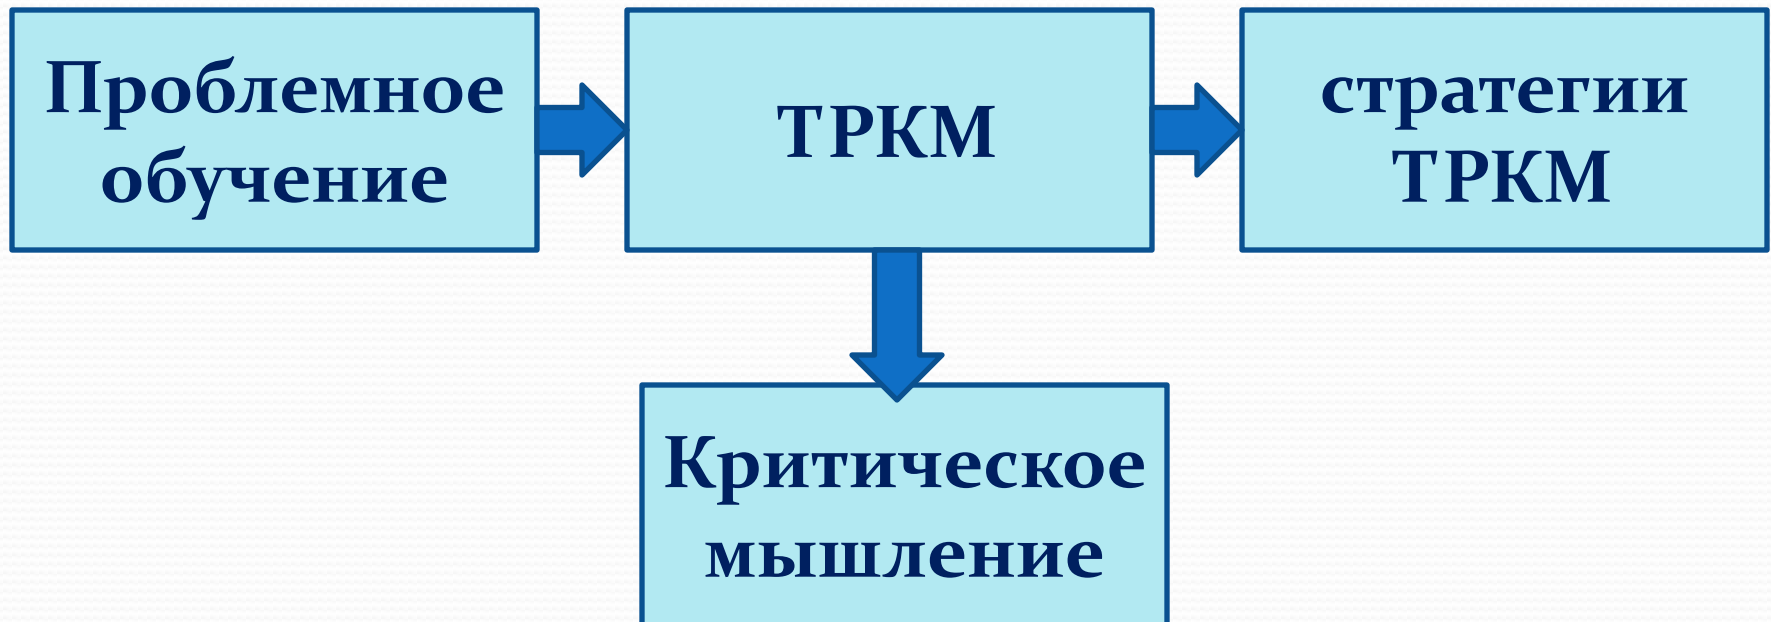 Проблемное
обучение
ТРКМ
стратегии
ТРКМ
Критическое
мышление